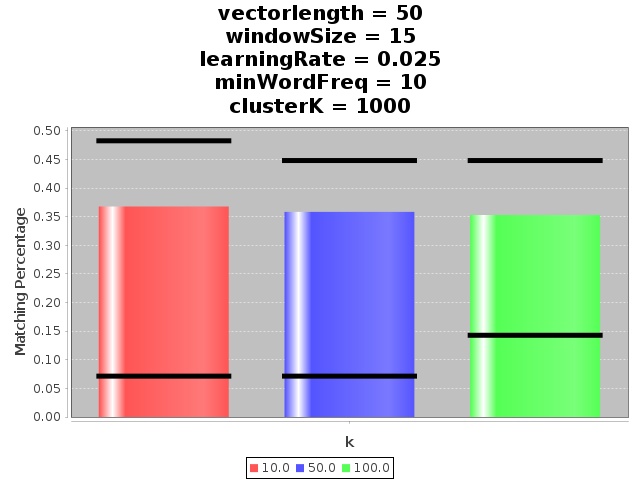 vectorlength = 50
windowSize = 15
learningRate = 0.025
minWordFreq = 10
clusterK = 1000
0.50
0.45
0.40
0.35
0.30
0.25
0.20
0.15
0.10
0.05
0.00
Matching Percentage
k
10.0 50.0 100.0